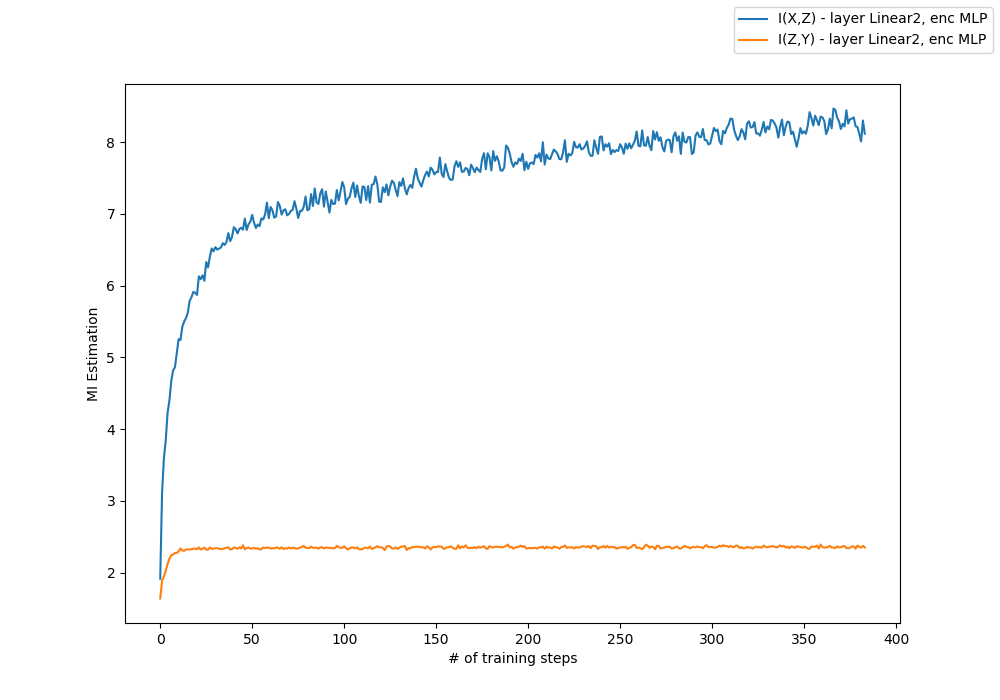 I(X,Z) - layer Linear2, enc MLP
I(Z,Y) - layer Linear2, enc MLP
8
7
6
5
4
3
2
MI Estimation
0 50 100 150 200 250 300 350 400
# of training steps